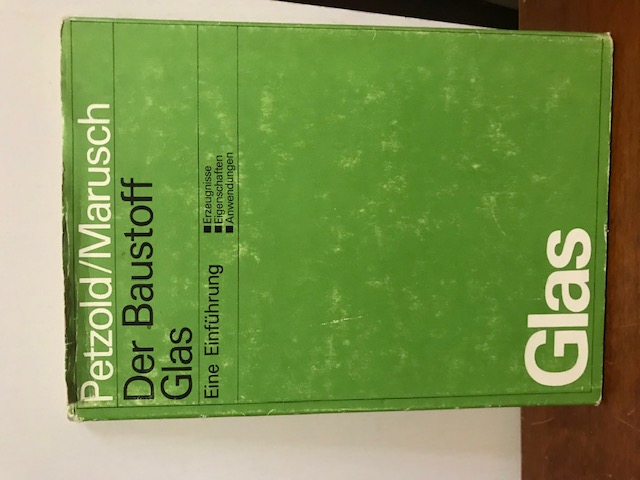 Petzold/Marusch
Der Baustoff
Glas
Eine Einführung
Erzeugnisse
Eigenschaften
Anwendungen
Glas